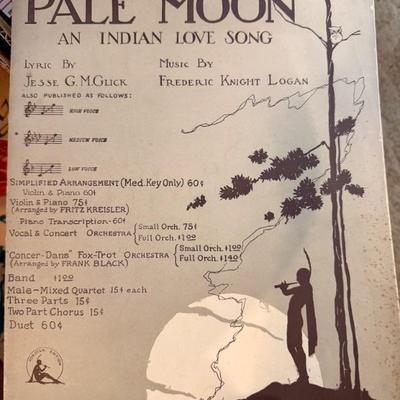 PALE MOON
AN INDIAN LOVE SONG
LYRIC BY
JESSE G.M.GLICK
MUSIC BY
FREDERIC KNIGHT LOGAN
ALSO PUBLISHED AS FOLLOWS:
HIGH VOICE
MEDIUM VOICE
LOW VOICE
SIMPLIFIED ARRANGEMENT (MED. KEY ONLY) 60¢
VIOLIN & PIANO 60¢
VIOLIN & PIANO 75¢
(ARRANGED BY FRITZ KREISLER)
PIANO TRANSCRIPTION-60¢
VOCAL & CONCERT ORCHESTRA
SMALL ORCH. 75¢
FULL ORCH. $1.00
CONCER-DANS" FOX-TROT ORCHESTRA
(ARRANGED BY FRANK BLACK)
SMALL ORCH. $1.00
FULL ORCH. $1.40
BAND $1.00
MALE-MIXED QUARTET 15¢ EACH
THREE PARTS 15¢
TWO PART CHORUS 15¢
DUET 60¢